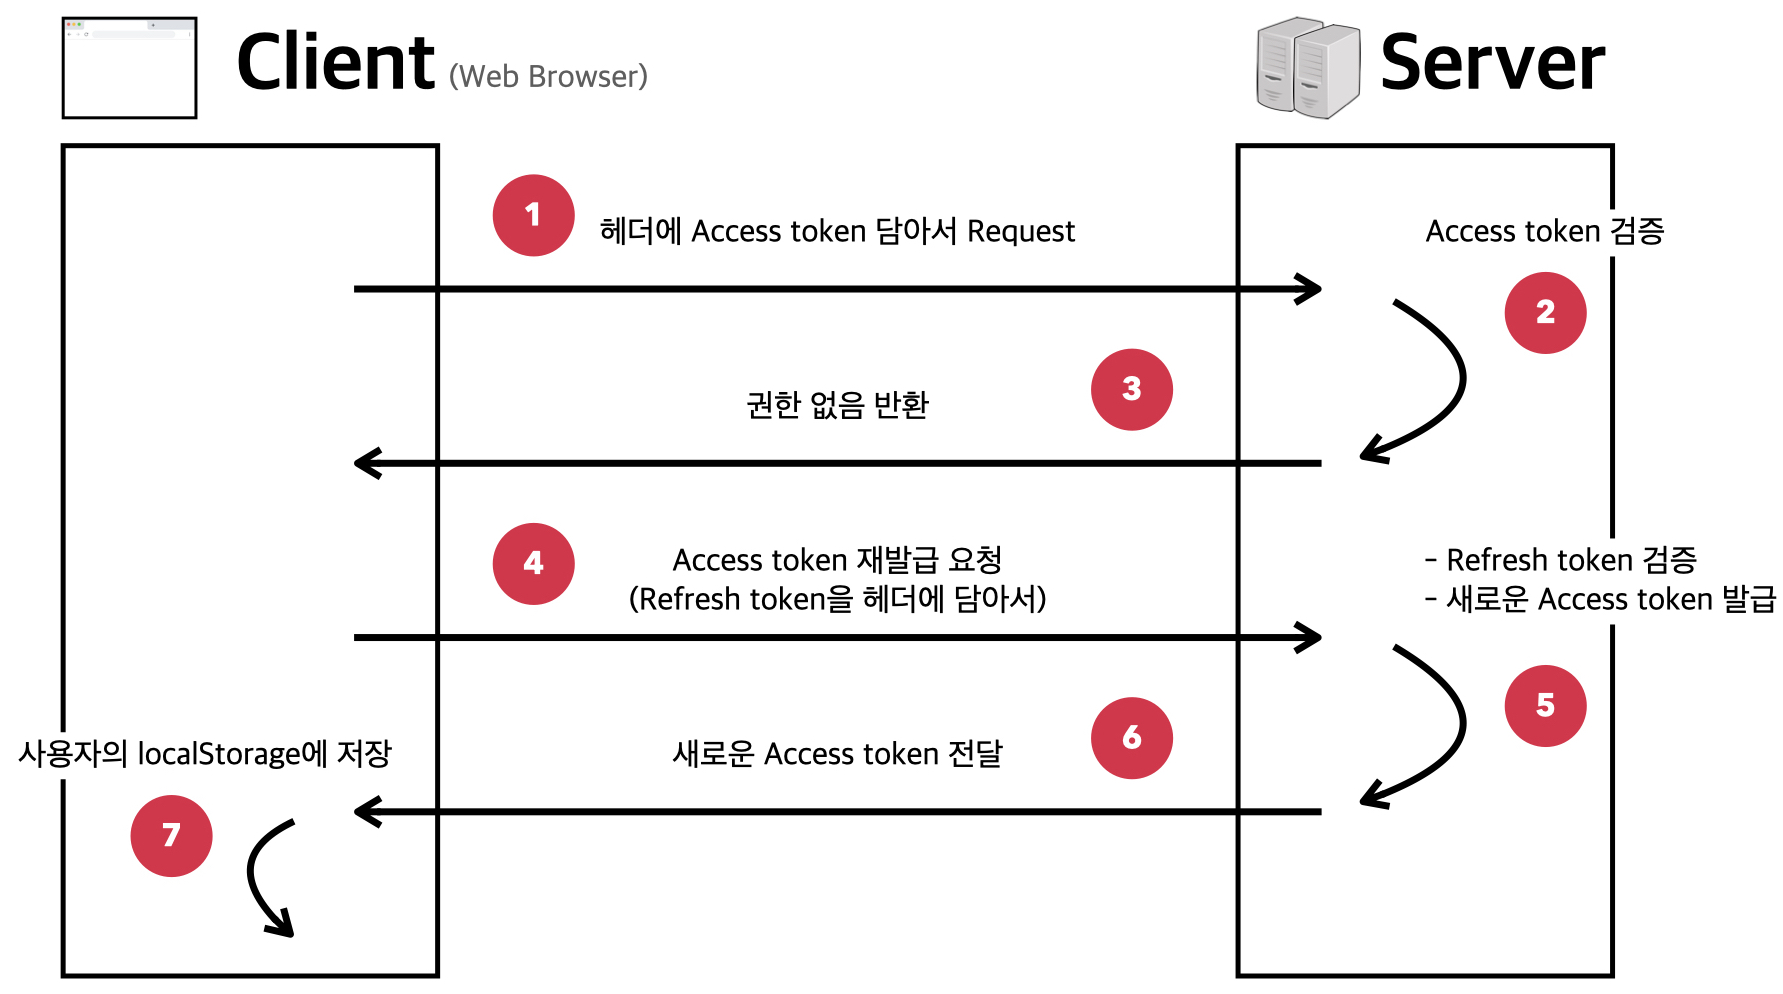 Client (Web Browser)
Server
1
헤더에 Access token 담아서 Request
Access token 검증
2
3
권한 없음 반환
4
Access token 재발급 요청
(Refresh token을 헤더에 담아서)
- Refresh token 검증
- 새로운 Access token 발급
5
6
새로운 Access token 전달
사용자의 localStorage에 저장
7